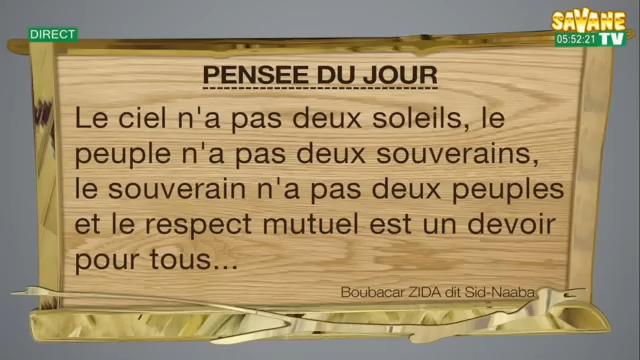 DIRECT
SAVANE
05:52:21 TV
PENSEE DU JOUR
Le ciel n'a pas deux soleils, le
peuple n'a pas deux souverains,
le souverain n'a pas deux peuples
et le respect mutuel est un devoir
pour tous...
Boubacar ZIDA dit Sid-Naaba